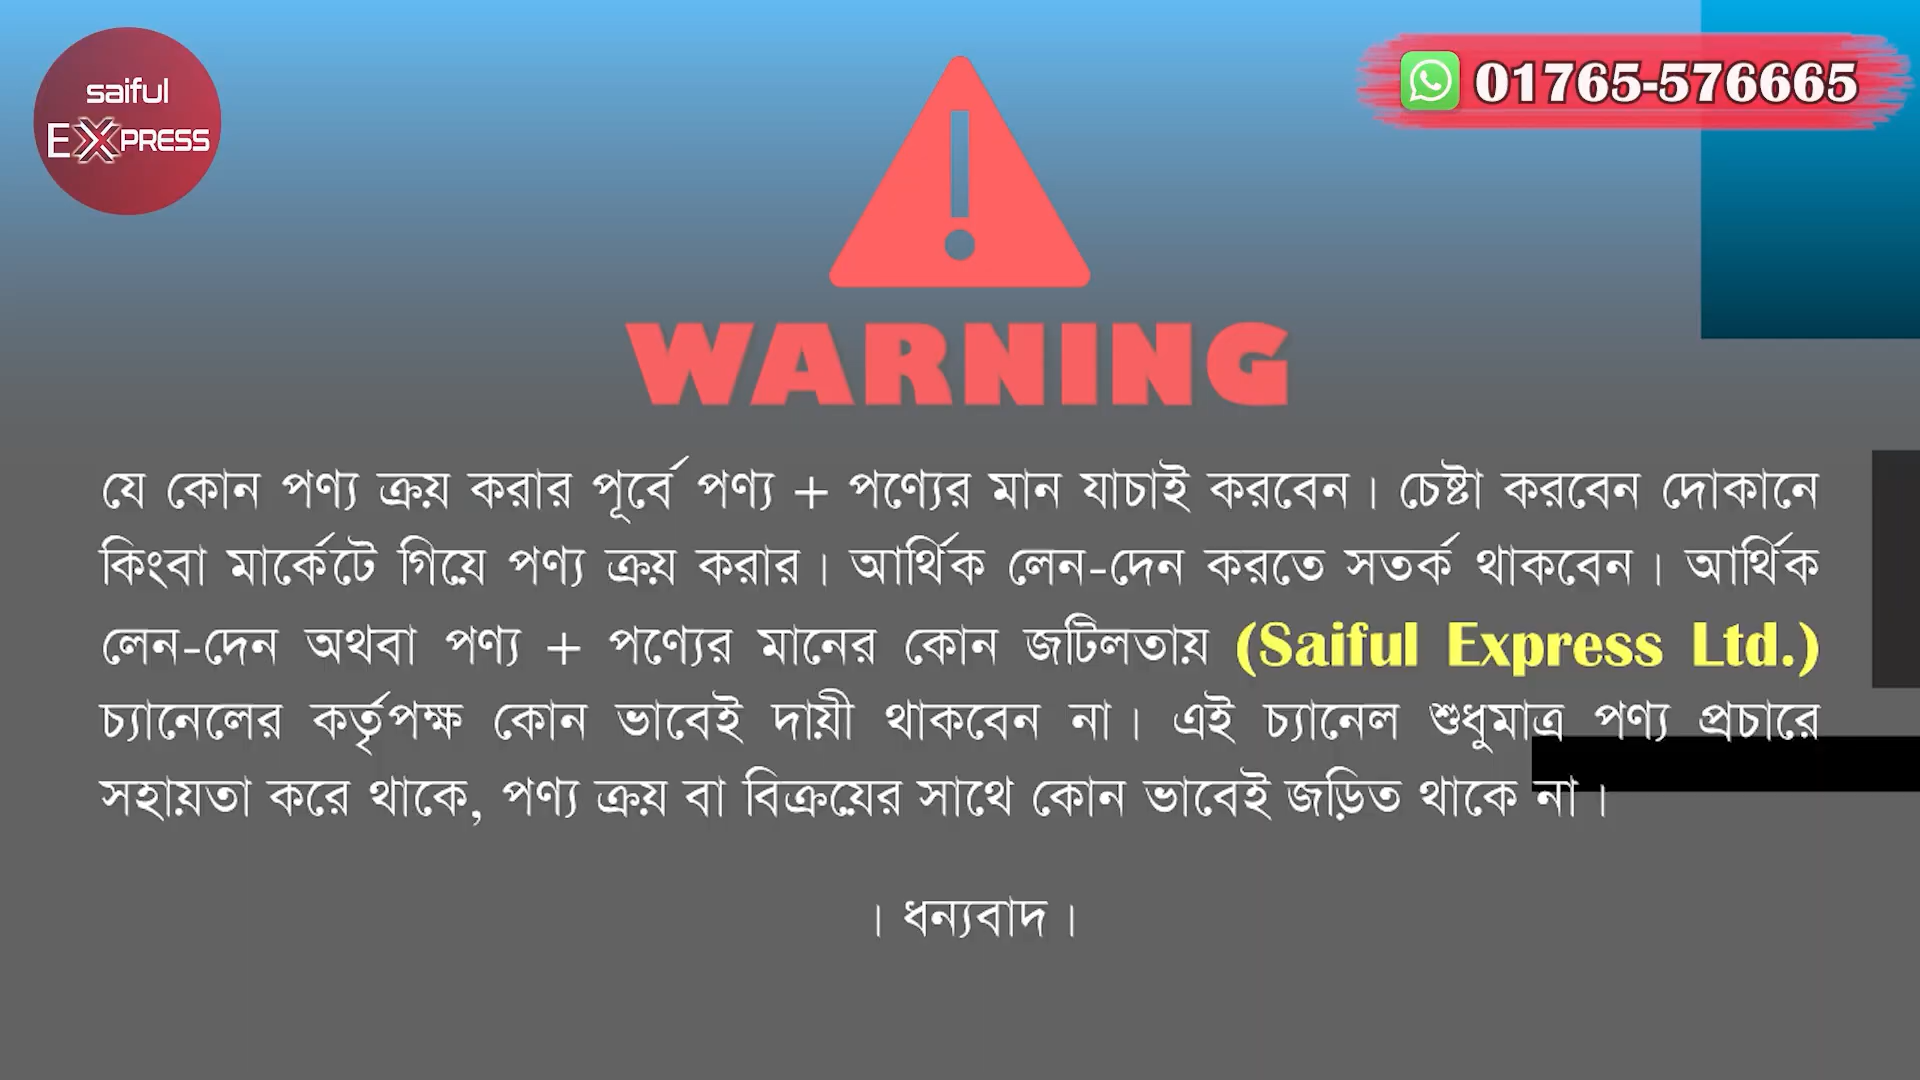 saiful
EXPRESS
01765-576665
WARNING
যে কোন পণ্য ক্রয় করার পূর্বে পণ্য + পণ্যের মান যাচাই করবেন। চেষ্টা করবেন দোকানে
কিংবা মার্কেটে গিয়ে পণ্য ক্রয় করার। আর্থিক লেন-দেন করতে সতর্ক থাকবেন। আর্থিক
লেন-দেন অথবা পণ্য + পণ্যের মানের কোন জটিলতায় (Saiful Express Ltd.)
চ্যানেলের কর্তৃপক্ষ কোন ভাবেই দায়ী থাকবেন না। এই চ্যানেল শুধুমাত্র পণ্য প্রচারে
সহায়তা করে থাকে, পণ্য ক্রয় বা বিক্রয়ের সাথে কোন ভাবেই জড়িত থাকে না।
। ধন্যবাদ।